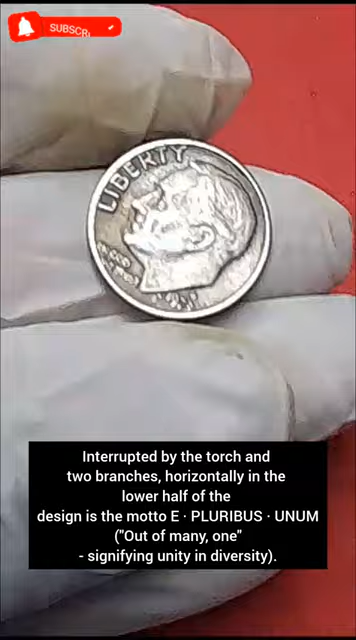 SUBSCRI
LIBERTY
Interrupted by the torch and
two branches, horizontally in the
lower half of the
design is the motto E · PLURIBUS · UNUM
("Out of many, one"
- signifying unity in diversity).